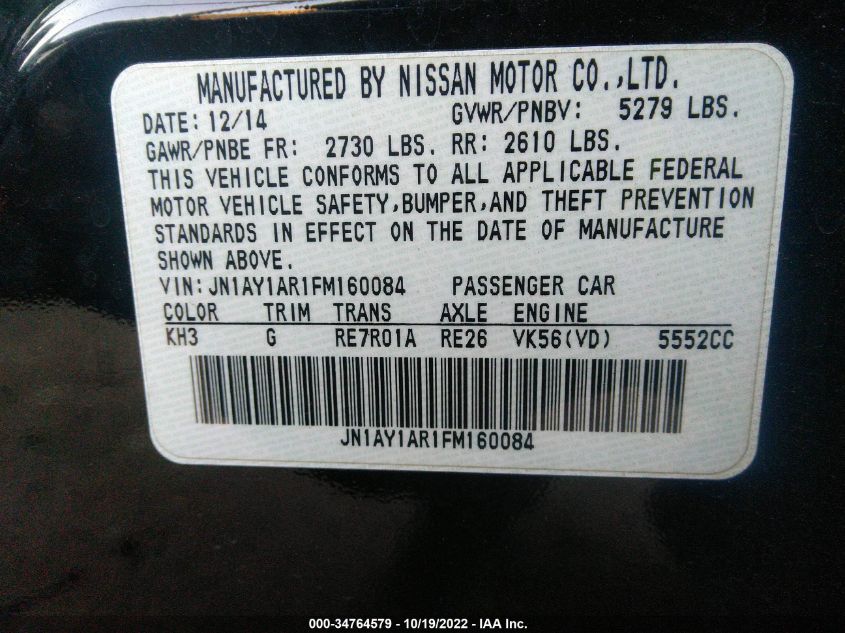 MANUFACTURED BY NISSAN MOTOR CO.,LTD.
DATE: 12/14 GVWR/PNBV: 5279 LBS.
GAWR/PNBE FR: 2730 LBS. RR: 2610 LBS.
THIS VEHICLE CONFORMS TO ALL APPLICABLE FEDERAL
MOTOR VEHICLE SAFETY,BUMPER,AND THEFT PREVENTION
STANDARDS IN EFFECT ON THE DATE OF MANUFACTURE
SHOWN ABOVE.
VIN: JN1AY1AR1FM160084 PASSENGER CAR
COLOR TRIM TRANS AXLE ENGINE
KH3 G RE7R01A RE26 VK56(VD) 5552CC
JN1AY1AR1FM160084
000-34764579 - 10/19/2022 - IAA Inc.